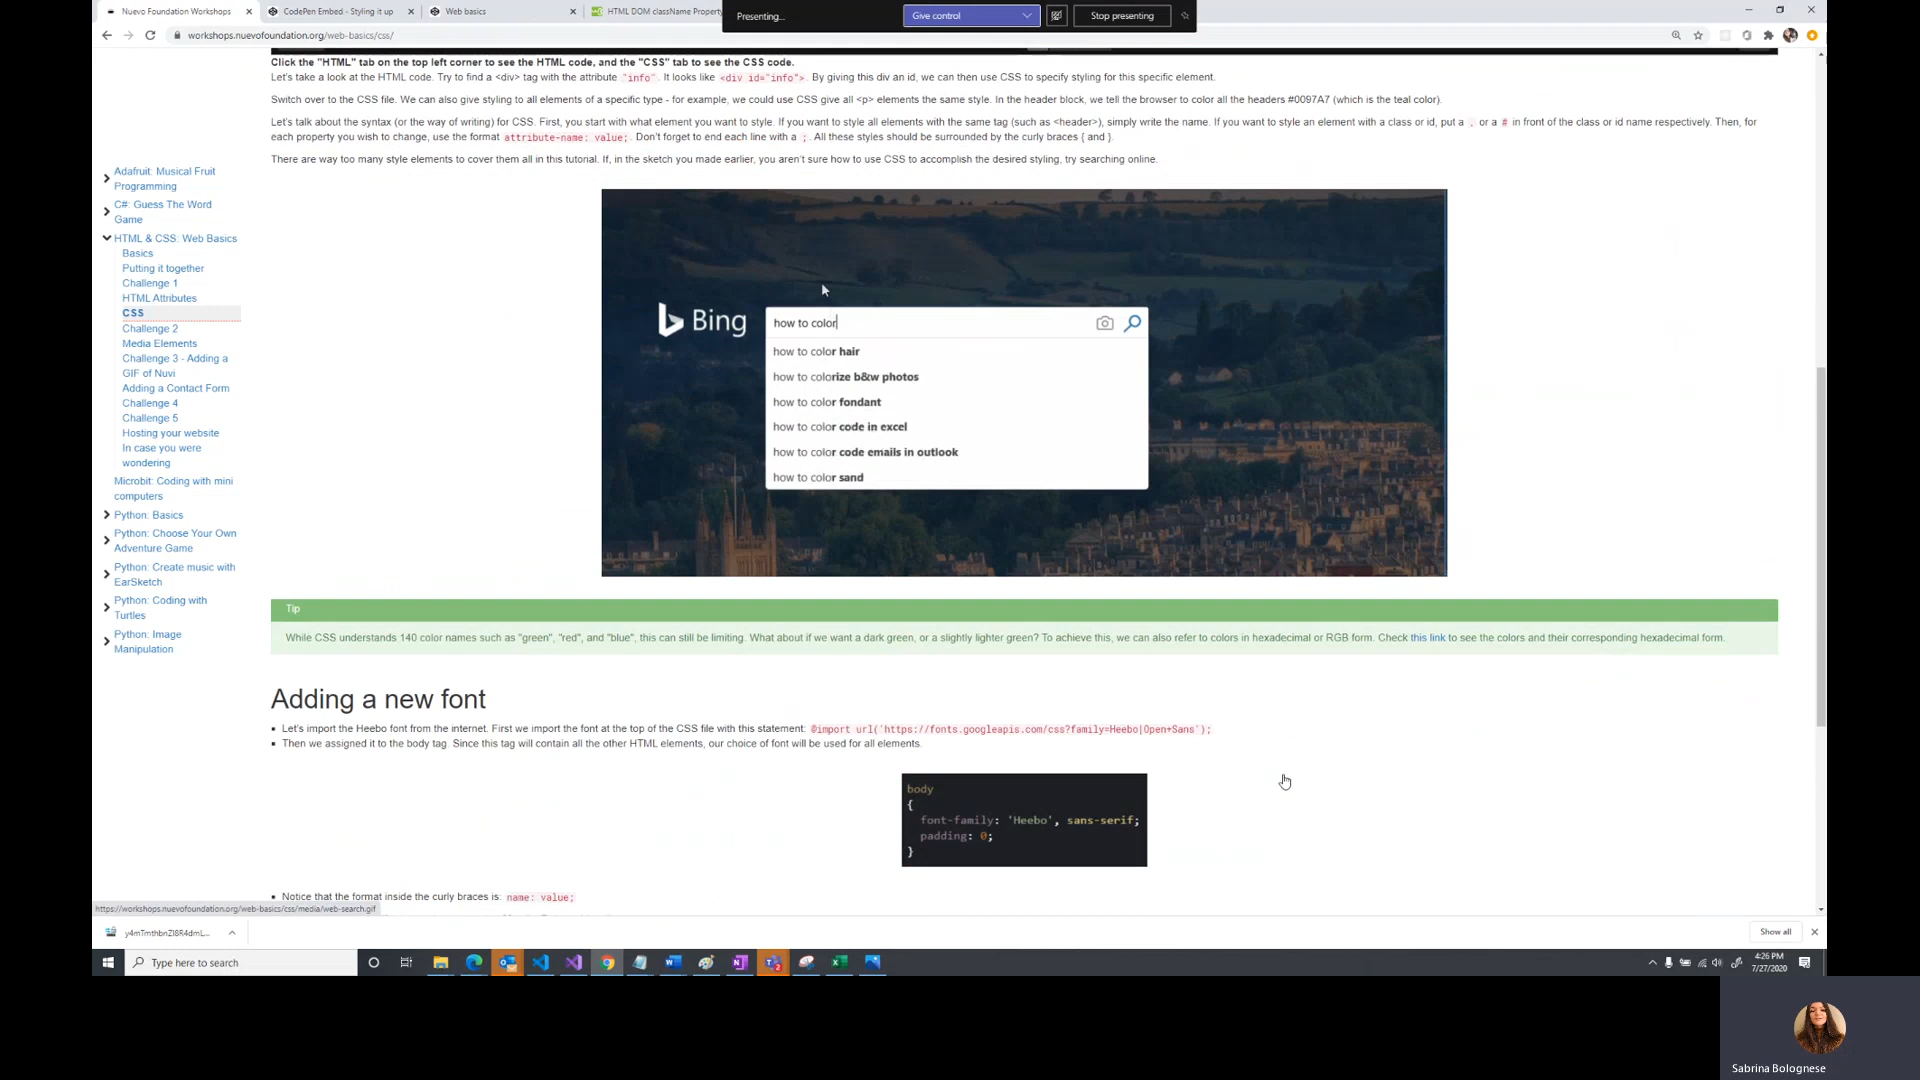 Nuevo Foundation Workshops
CodePen Embed - Styling it up
Web basics
HTML DOM className Property
Presenting...
Give control
Stop presenting
workshops.nuevofoundation.org/web-basics/css/
Click the "HTML" tab on the top left corner to see the HTML code, and the "CSS" tab to see the CSS code.
Let's take a look at the HTML code. Try to find a <div> tag with the attribute "info". It looks like <div id="info">. By giving this div an id, we can then use CSS to specify styling for this specific element.
Switch over to the CSS file. We can also give styling to all elements of a specific type - for example, we could use CSS give all <p> elements the same style. In the header block, we tell the browser to color all the headers #0097A7 (which is the teal color).
Let's talk about the syntax (or the way of writing) for CSS. First, you start with what element you want to style. If you want to style all elements with the same tag (such as <header>), simply write the name. If you want to style an element with a class or id, put a . or a # in front of the class or id name respectively. Then, for
each property you wish to change, use the format attribute-name: value;. Don't forget to end each line with a ;. All these styles should be surrounded by the curly braces { and }.
There are way too many style elements to cover them all in this tutorial. If, in the sketch you made earlier, you aren't sure how to use CSS to accomplish the desired styling, try searching online.
Adafruit: Musical Fruit
Programming
C#: Guess The Word
Game
HTML & CSS: Web Basics
Basics
Putting it together
Challenge 1
HTML Attributes
CSS
Challenge 2
Media Elements
Challenge 3 - Adding a
GIF of Nuvi
Adding a Contact Form
Challenge 4
Challenge 5
Hosting your website
In case you were
wondering
Microbit: Coding with mini
computers
Python: Basics
Python: Choose Your Own
Adventure Game
Python: Create music with
EarSketch
Python: Coding with
Turtles
Python: Image
Manipulation
Bing
how to color
how to color hair
how to colorize b&w photos
how to color fondant
how to color code in excel
how to color code emails in outlook
how to color sand
Tip
While CSS understands 140 color names such as "green", "red", and "blue", this can still be limiting. What about if we want a dark green, or a slightly lighter green? To achieve this, we can also refer to colors in hexadecimal or RGB form. Check this link to see the colors and their corresponding hexadecimal form.
Adding a new font
Let's import the Heebo font from the internet. First we import the font at the top of the CSS file with this statement: @import url('https://fonts.googleapis.com/css?family=Heebo|Open+Sans');
Then we assigned it to the body tag. Since this tag will contain all the other HTML elements, our choice of font will be used for all elements.
body
{
font-family: 'Heebo', sans-serif;
padding: 0;
}
Notice that the format inside the curly braces is: name: value;
https://workshops.nuevofoundation.org/web-basics/css/media/web-search.gif
Show all
Type here to search
4:26 PM
7/27/2020
Sabrina Bolognese